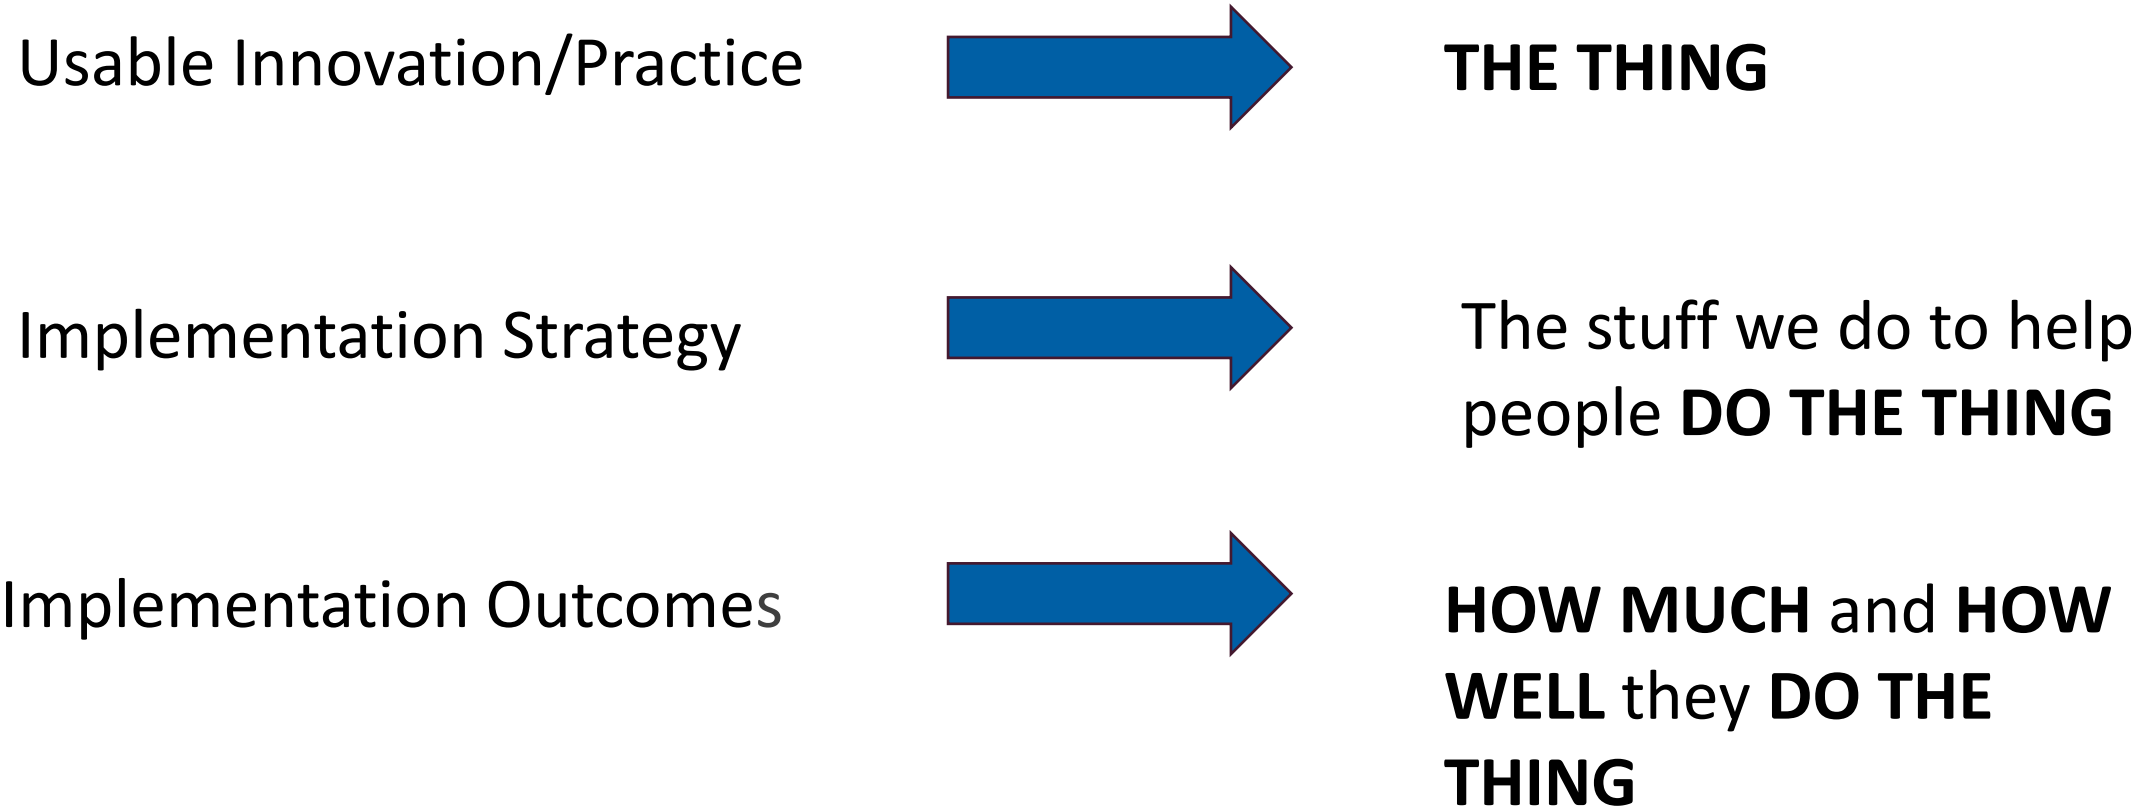 Usable Innovation/Practice
THE THING
Implementation Strategy
The stuff we do to help
people DO THE THING
Implementation Outcomes
HOW MUCH and HOW
WELL they DO THE
THING